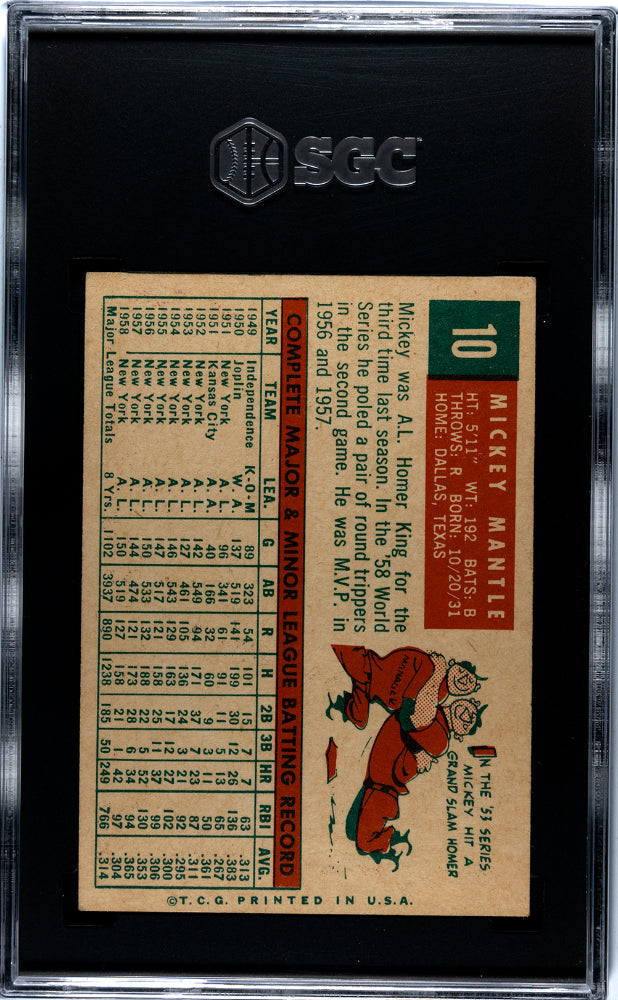 SGC
10
MICKEY MANTLE
HT: 5'11" WT: 192 BATS: B
THROWS: R BORN: 10/20/31
HOME: DALLAS, TEXAS
Mickey was A.L. Homer King for the
third time last season. In the '58 World
Series he poled a pair of round trippers
in the second game. He was M.V.P. in
1956 and 1957.
IN THE '53 SERIES
MICKEY HIT A
GRAND SLAM HOMER
COMPLETE MAJOR & MINOR LEAGUE BATTING RECORD
YEAR TEAM LEA. G AB R H 2B 3B HR RBI AVG.
1949 Independence K-O-M 89 323 54 101 15 7 7 63 .313
1950 Joplin W. A. 137 519 141 199 30 12 26 136 .383
1951 New York A. L. 96 341 61 91 11 5 13 65 .267
1951 Kansas City A. A. 40 166 32 60 9 3 11 50 .361
1952 New York A. L. 142 549 94 171 37 7 23 87 .311
1953 New York A. L. 127 461 105 136 24 3 21 92 .295
1954 New York A. L. 146 543 129 163 17 12 27 102 .300
1955 New York A. L. 147 517 121 158 25 11 37 99 .306
1956 New York A. L. 150 533 132 188 22 5 52 130 .353
1957 New York A. L. 144 474 121 173 28 6 34 94 .365
1958 New York A. L. 150 519 127 158 21 1 42 97 .304
Major League Totals 8 Yrs. 1102 3937 890 1238 185 50 249 766 .314
©T.C.G. PRINTED IN U.S.A.